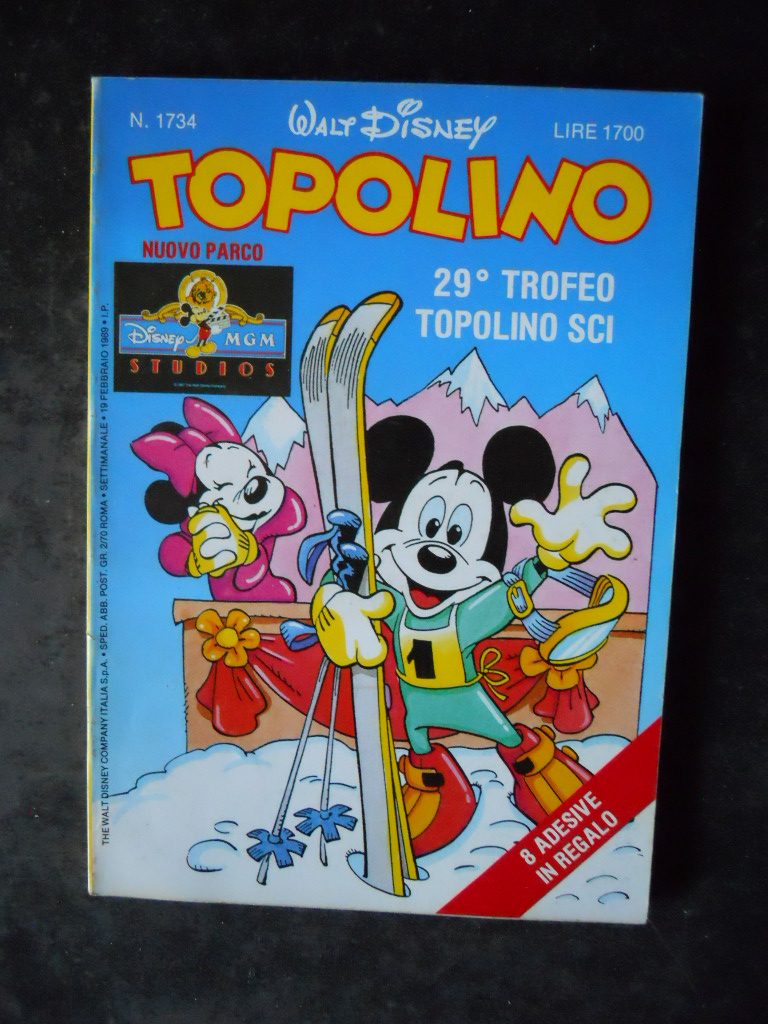 N. 1734
WALT DISNEY
LIRE 1700
TOPOLINO
NUOVO PARCO
29° TROFEO
TOPOLINO SCI
Disney MGM
STUDIOS
THE WALT DISNEY COMPANY ITALIA S.p.A. • SPED. ABB. POST. GR. 2/70 ROMA • SETTIMANALE • 19 FEBBRAIO 1989 • I.P.
1
8 ADESIVE
IN REGALO